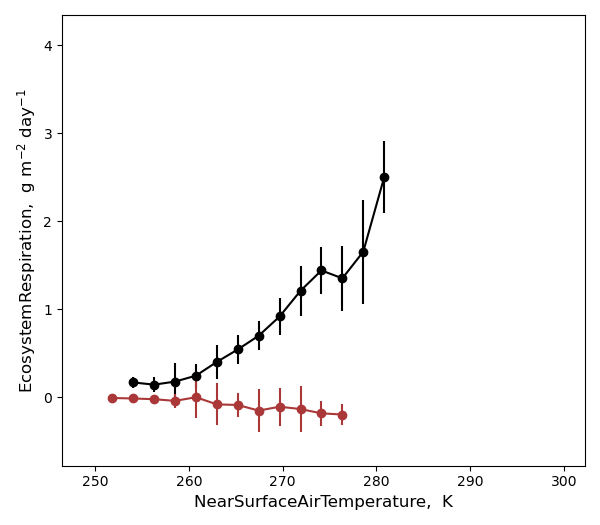 4
3
2
1
0
EcosystemRespiration,  g m⁻² day⁻¹
250 260 270 280 290 300
NearSurfaceAirTemperature,  K